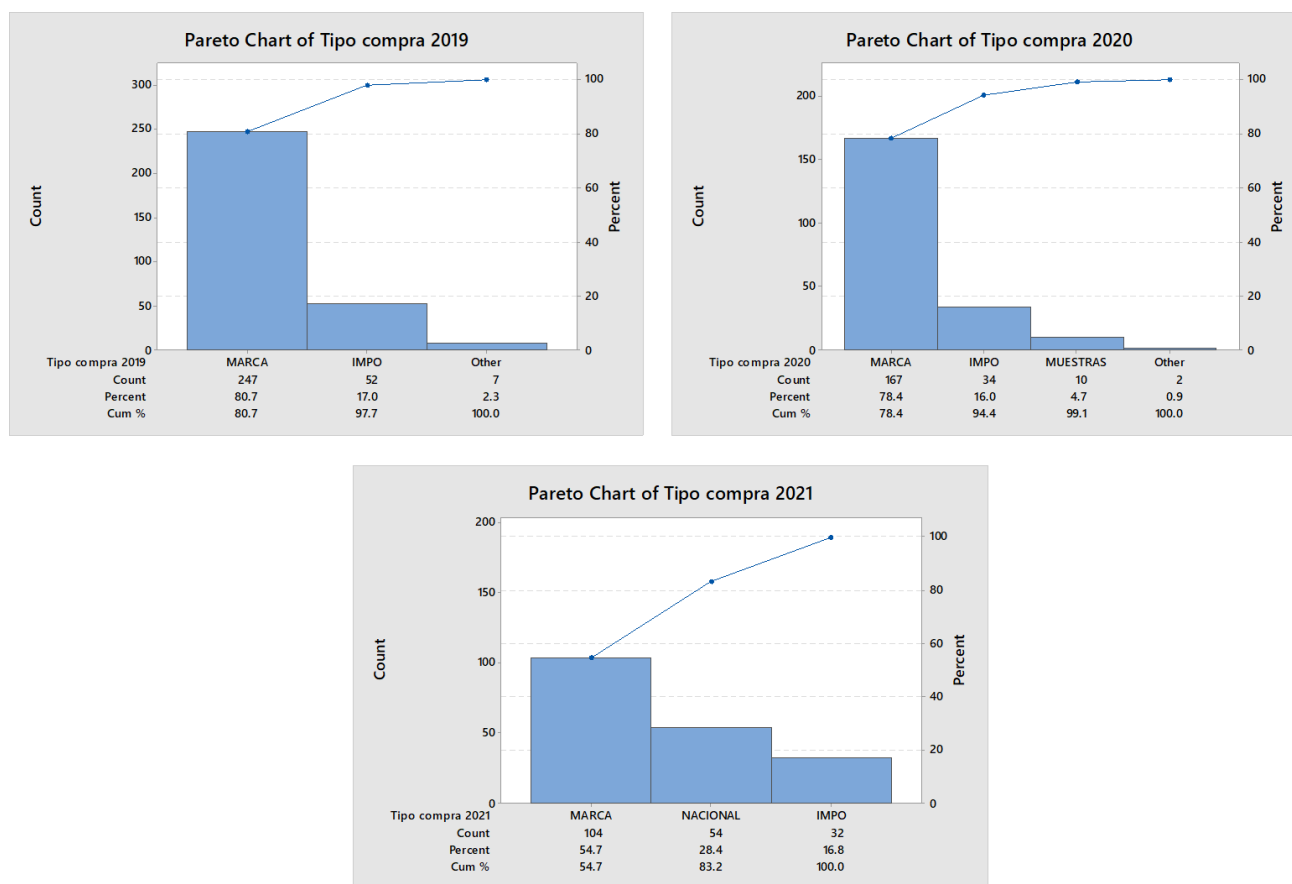 Pareto Chart of Tipo compra 2019
300
250
200
150
100
50
0
Count
100
80
60
40
20
0
Percent
Tipo compra 2019 MARCA IMPO Other
Count 247 52 7
Percent 80.7 17.0 2.3
Cum % 80.7 97.7 100.0
Pareto Chart of Tipo compra 2020
200
150
100
50
0
Count
100
80
60
40
20
0
Percent
Tipo compra 2020 MARCA IMPO MUESTRAS Other
Count 167 34 10 2
Percent 78.4 16.0 4.7 0.9
Cum % 78.4 94.4 99.1 100.0
Pareto Chart of Tipo compra 2021
200
150
100
50
0
Count
100
80
60
40
20
0
Percent
Tipo compra 2021 MARCA NACIONAL IMPO
Count 104 54 32
Percent 54.7 28.4 16.8
Cum % 54.7 83.2 100.0